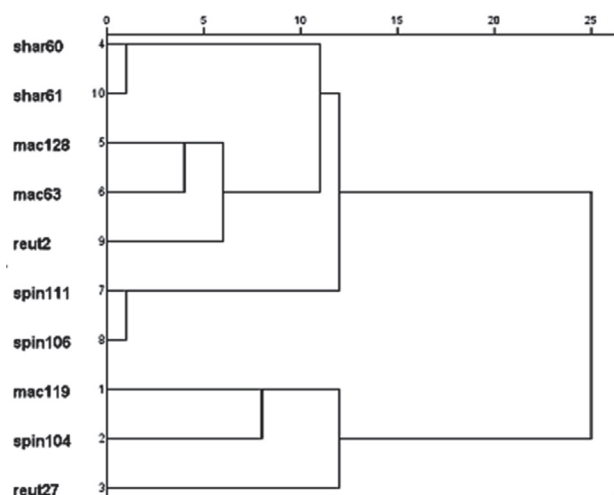 0 5 10 15 20 25
shar60 4
shar61 10
mac128 5
mac63 6
reut2 9
spin111 7
spin106 8
mac119 1
spin104 2
reut27 3